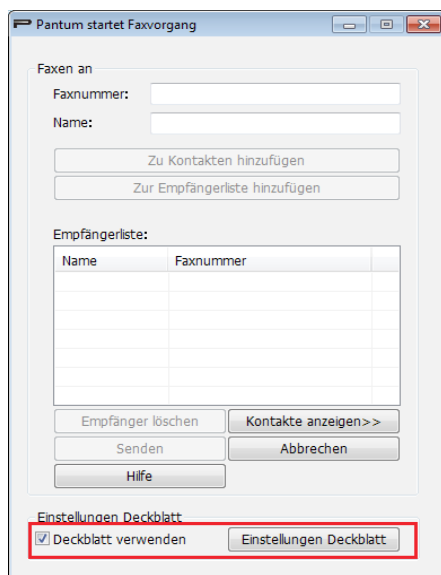 Pantum startet Faxvorgang
Faxen an
Faxnummer:
Name:
Zu Kontakten hinzufügen
Zur Empfängerliste hinzufügen
Empfängerliste:
Name Faxnummer
Empfänger löschen Kontakte anzeigen>>
Senden Abbrechen
Hilfe
Einstellungen Deckblatt
Deckblatt verwenden Einstellungen Deckblatt